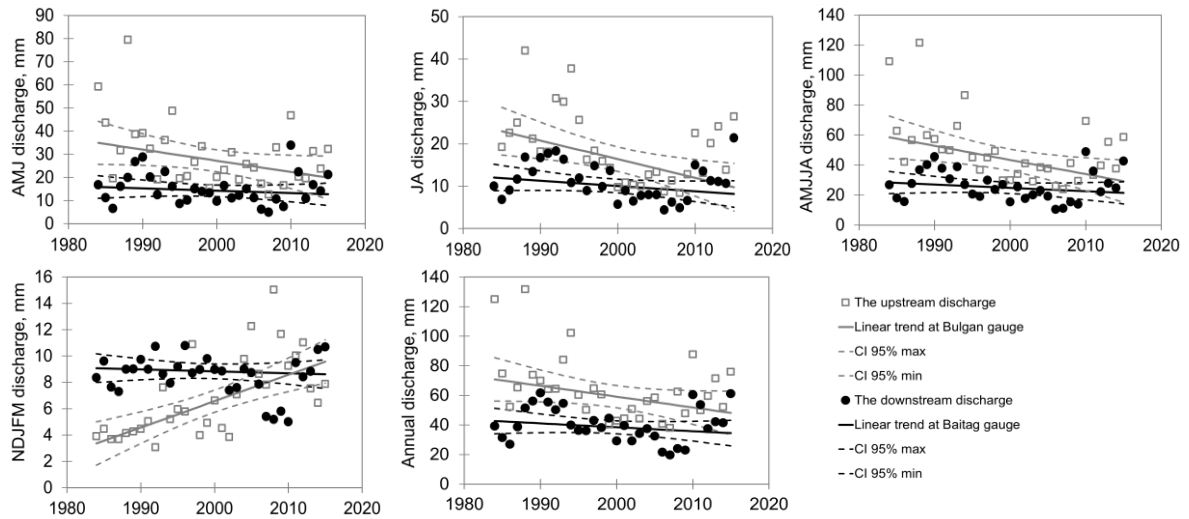 AMJ discharge, mm
90
80
70
60
50
40
30
20
10
0
1980 1990 2000 2010 2020
JA discharge, mm
50
40
30
20
10
0
1980 1990 2000 2010 2020
AMJJA discharge, mm
140
120
100
80
60
40
20
0
1980 1990 2000 2010 2020
NDJFM discharge, mm
16
14
12
10
8
6
4
2
0
1980 1990 2000 2010 2020
Annual discharge, mm
140
120
100
80
60
40
20
0
1980 1990 2000 2010 2020
The upstream discharge
Linear trend at Bulgan gauge
CI 95% max
CI 95% min
The downstream discharge
Linear trend at Baitag gauge
CI 95% max
CI 95% min